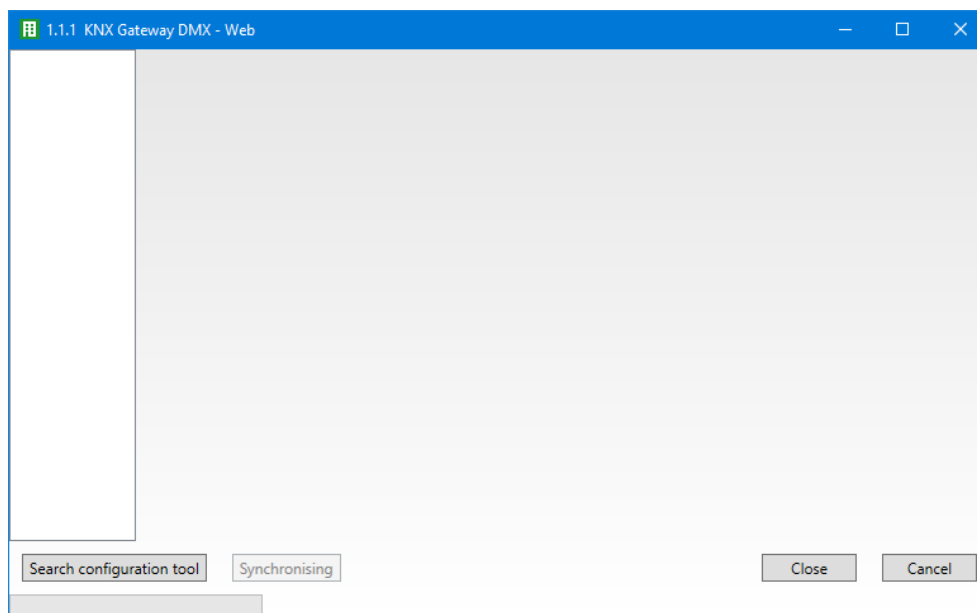 1.1.1 KNX Gateway DMX - Web
Search configuration tool
Synchronising
Close
Cancel